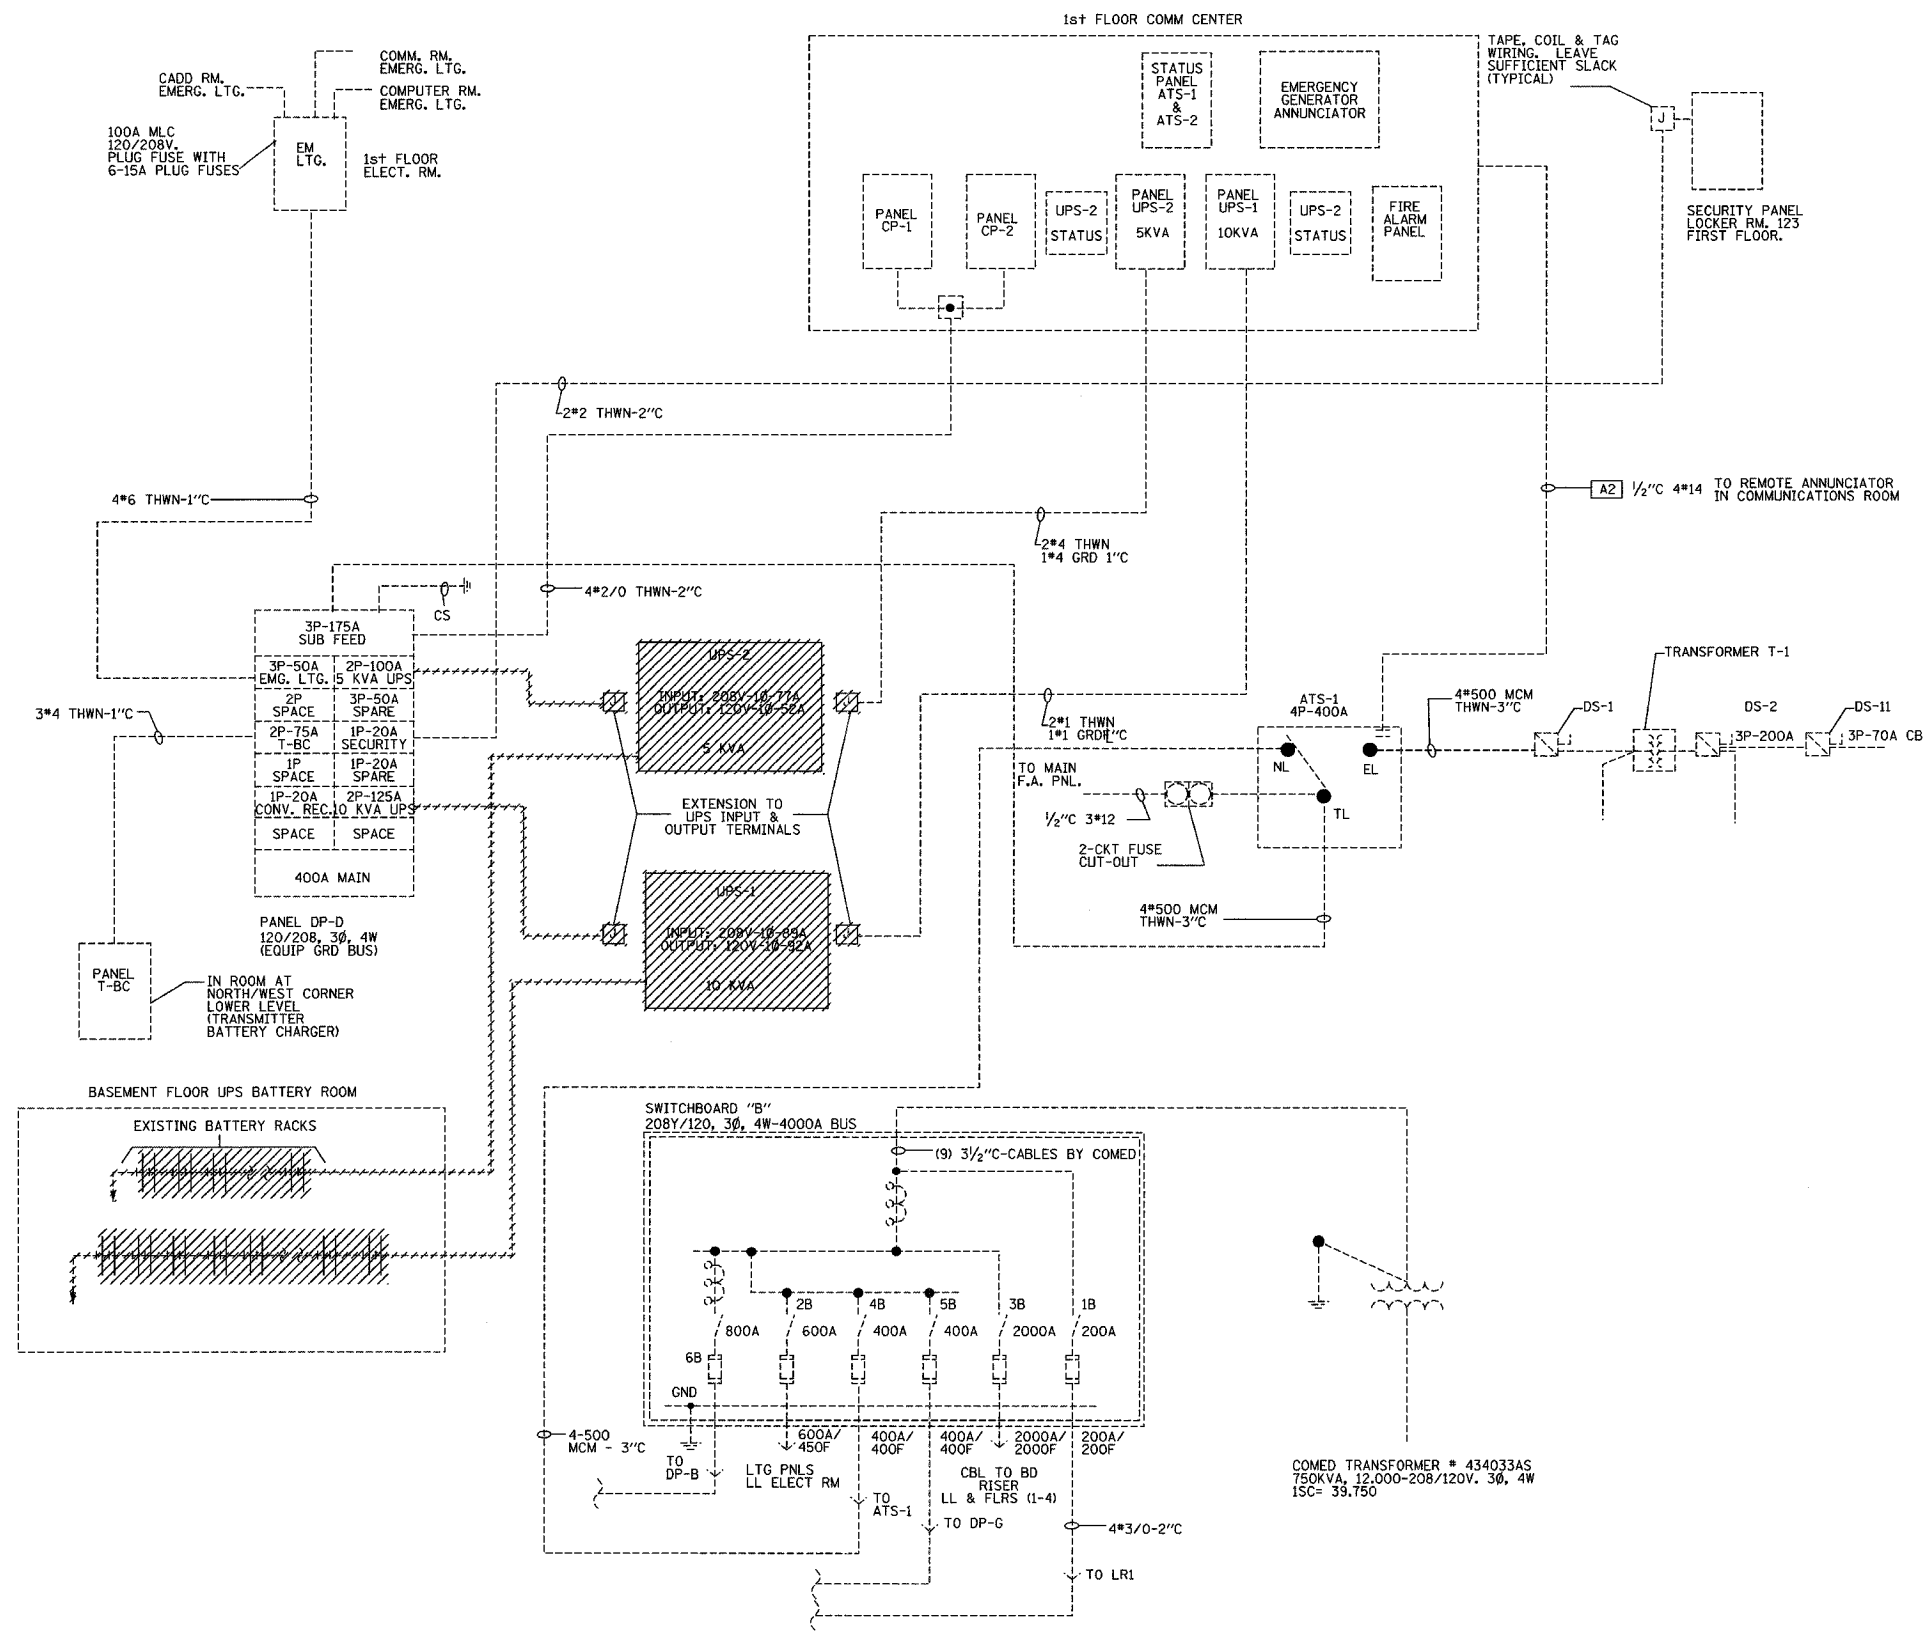 1st FLOOR COMM CENTER
TAPE, COIL & TAG
WIRING. LEAVE
SUFFICIENT SLACK
(TYPICAL)
COMM. RM.
EMERG. LTG.
CADD RM.
EMERG. LTG.
COMPUTER RM.
EMERG. LTG.
100A MLC
120/208V.
PLUG FUSE WITH
6-15A PLUG FUSES
EM
LTG.
1st FLOOR
ELECT. RM.
STATUS
PANEL
ATS-1
&
ATS-2
EMERGENCY
GENERATOR
ANNUNCIATOR
J
SECURITY PANEL
LOCKER RM. 123
FIRST FLOOR.
PANEL
CP-1
PANEL
CP-2
UPS-2
STATUS
PANEL
UPS-2
5KVA
PANEL
UPS-1
10KVA
UPS-2
STATUS
FIRE
ALARM
PANEL
2#2 THWN-2"C
4#6 THWN-1"C
A2
1/2"C 4#14
TO REMOTE ANNUNCIATOR
IN COMMUNICATIONS ROOM
2#4 THWN
1#4 GRD 1"C
CS
4#2/0 THWN-2"C
3P-175A
SUB FEED
3P-50A
EMG. LTG.
2P-100A
5 KVA UPS
2P
SPACE
3P-50A
SPARE
2P-75A
T-BC
1P-20A
SECURITY
1P
SPACE
1P-20A
SPARE
1P-20A
CONV. REC.
2P-125A
10 KVA UPS
SPACE
SPACE
400A MAIN
PANEL DP-D
120/208, 3Ø, 4W
(EQUIP GRD BUS)
3#4 THWN-1"C
PANEL
T-BC
IN ROOM AT
NORTH/WEST CORNER
LOWER LEVEL
(TRANSMITTER
BATTERY CHARGER)
UPS-2
INPUT: 208V-1Ø-77A
OUTPUT: 120V-1Ø-52A
5 KVA
J
J
EXTENSION TO
UPS INPUT &
OUTPUT TERMINALS
UPS-1
INPUT: 208V-1Ø-89A
OUTPUT: 120V-1Ø-92A
10 KVA
J
J
2#1 THWN
1#1 GRD 1"C
TO MAIN
F.A. PNL.
1/2"C 3#12
2-CKT FUSE
CUT-OUT
ATS-1
4P-400A
NL
EL
TL
4#500 MCM
THWN-3"C
4#500 MCM
THWN-3"C
TRANSFORMER T-1
DS-1
DS-2
DS-11
3P-200A
3P-70A CB
BASEMENT FLOOR UPS BATTERY ROOM
EXISTING BATTERY RACKS
SWITCHBOARD "B"
208Y/120, 3Ø, 4W-4000A BUS
(9) 3 1/2"C-CABLES BY COMED
2B
4B
5B
3B
1B
800A
600A
400A
400A
2000A
200A
6B
GND
4-500
MCM - 3"C
TO
DP-B
600A/
450F
400A/
400F
400A/
400F
2000A/
2000F
200A/
200F
LTG PNLS
LL ELECT RM
CBL TO BD
RISER
LL & FLRS (1-4)
TO
ATS-1
TO DP-G
4#3/0-2"C
TO LR1
COMED TRANSFORMER # 434033AS
750KVA, 12.000-208/120V. 3Ø, 4W
1SC= 39.750